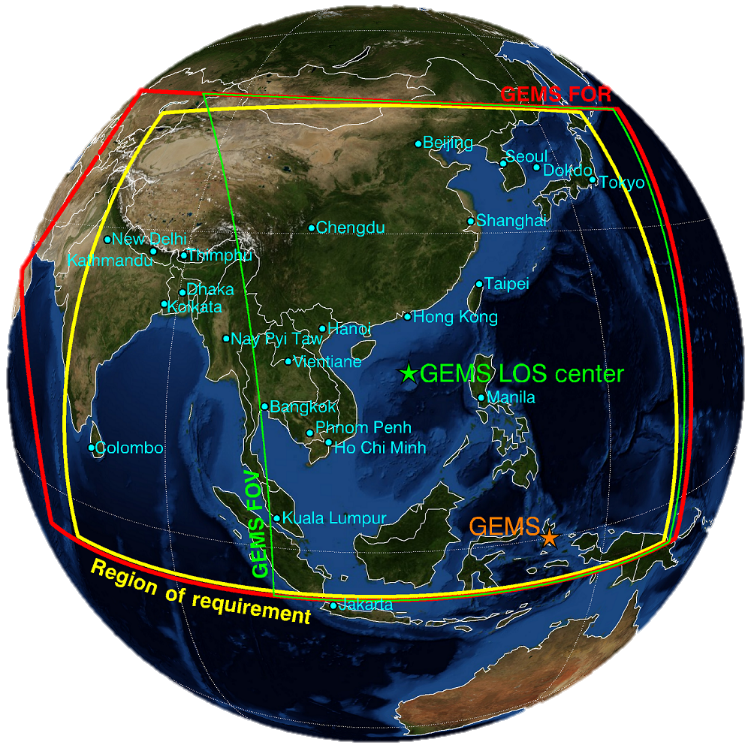 GEMS FOR
Beijing
Seoul
Dokdo
Tokyo
Shanghai
Chengdu
New Delhi
Kathmandu
Thimphu
Taipei
Dhaka
Kolkata
Hong Kong
Hanoi
Nay Pyi Taw
Vientiane
GEMS LOS center
Manila
Bangkok
Phnom Penh
Ho Chi Minh
Colombo
GEMS FOV
Kuala Lumpur
GEMS
Region of requirement
Jakarta